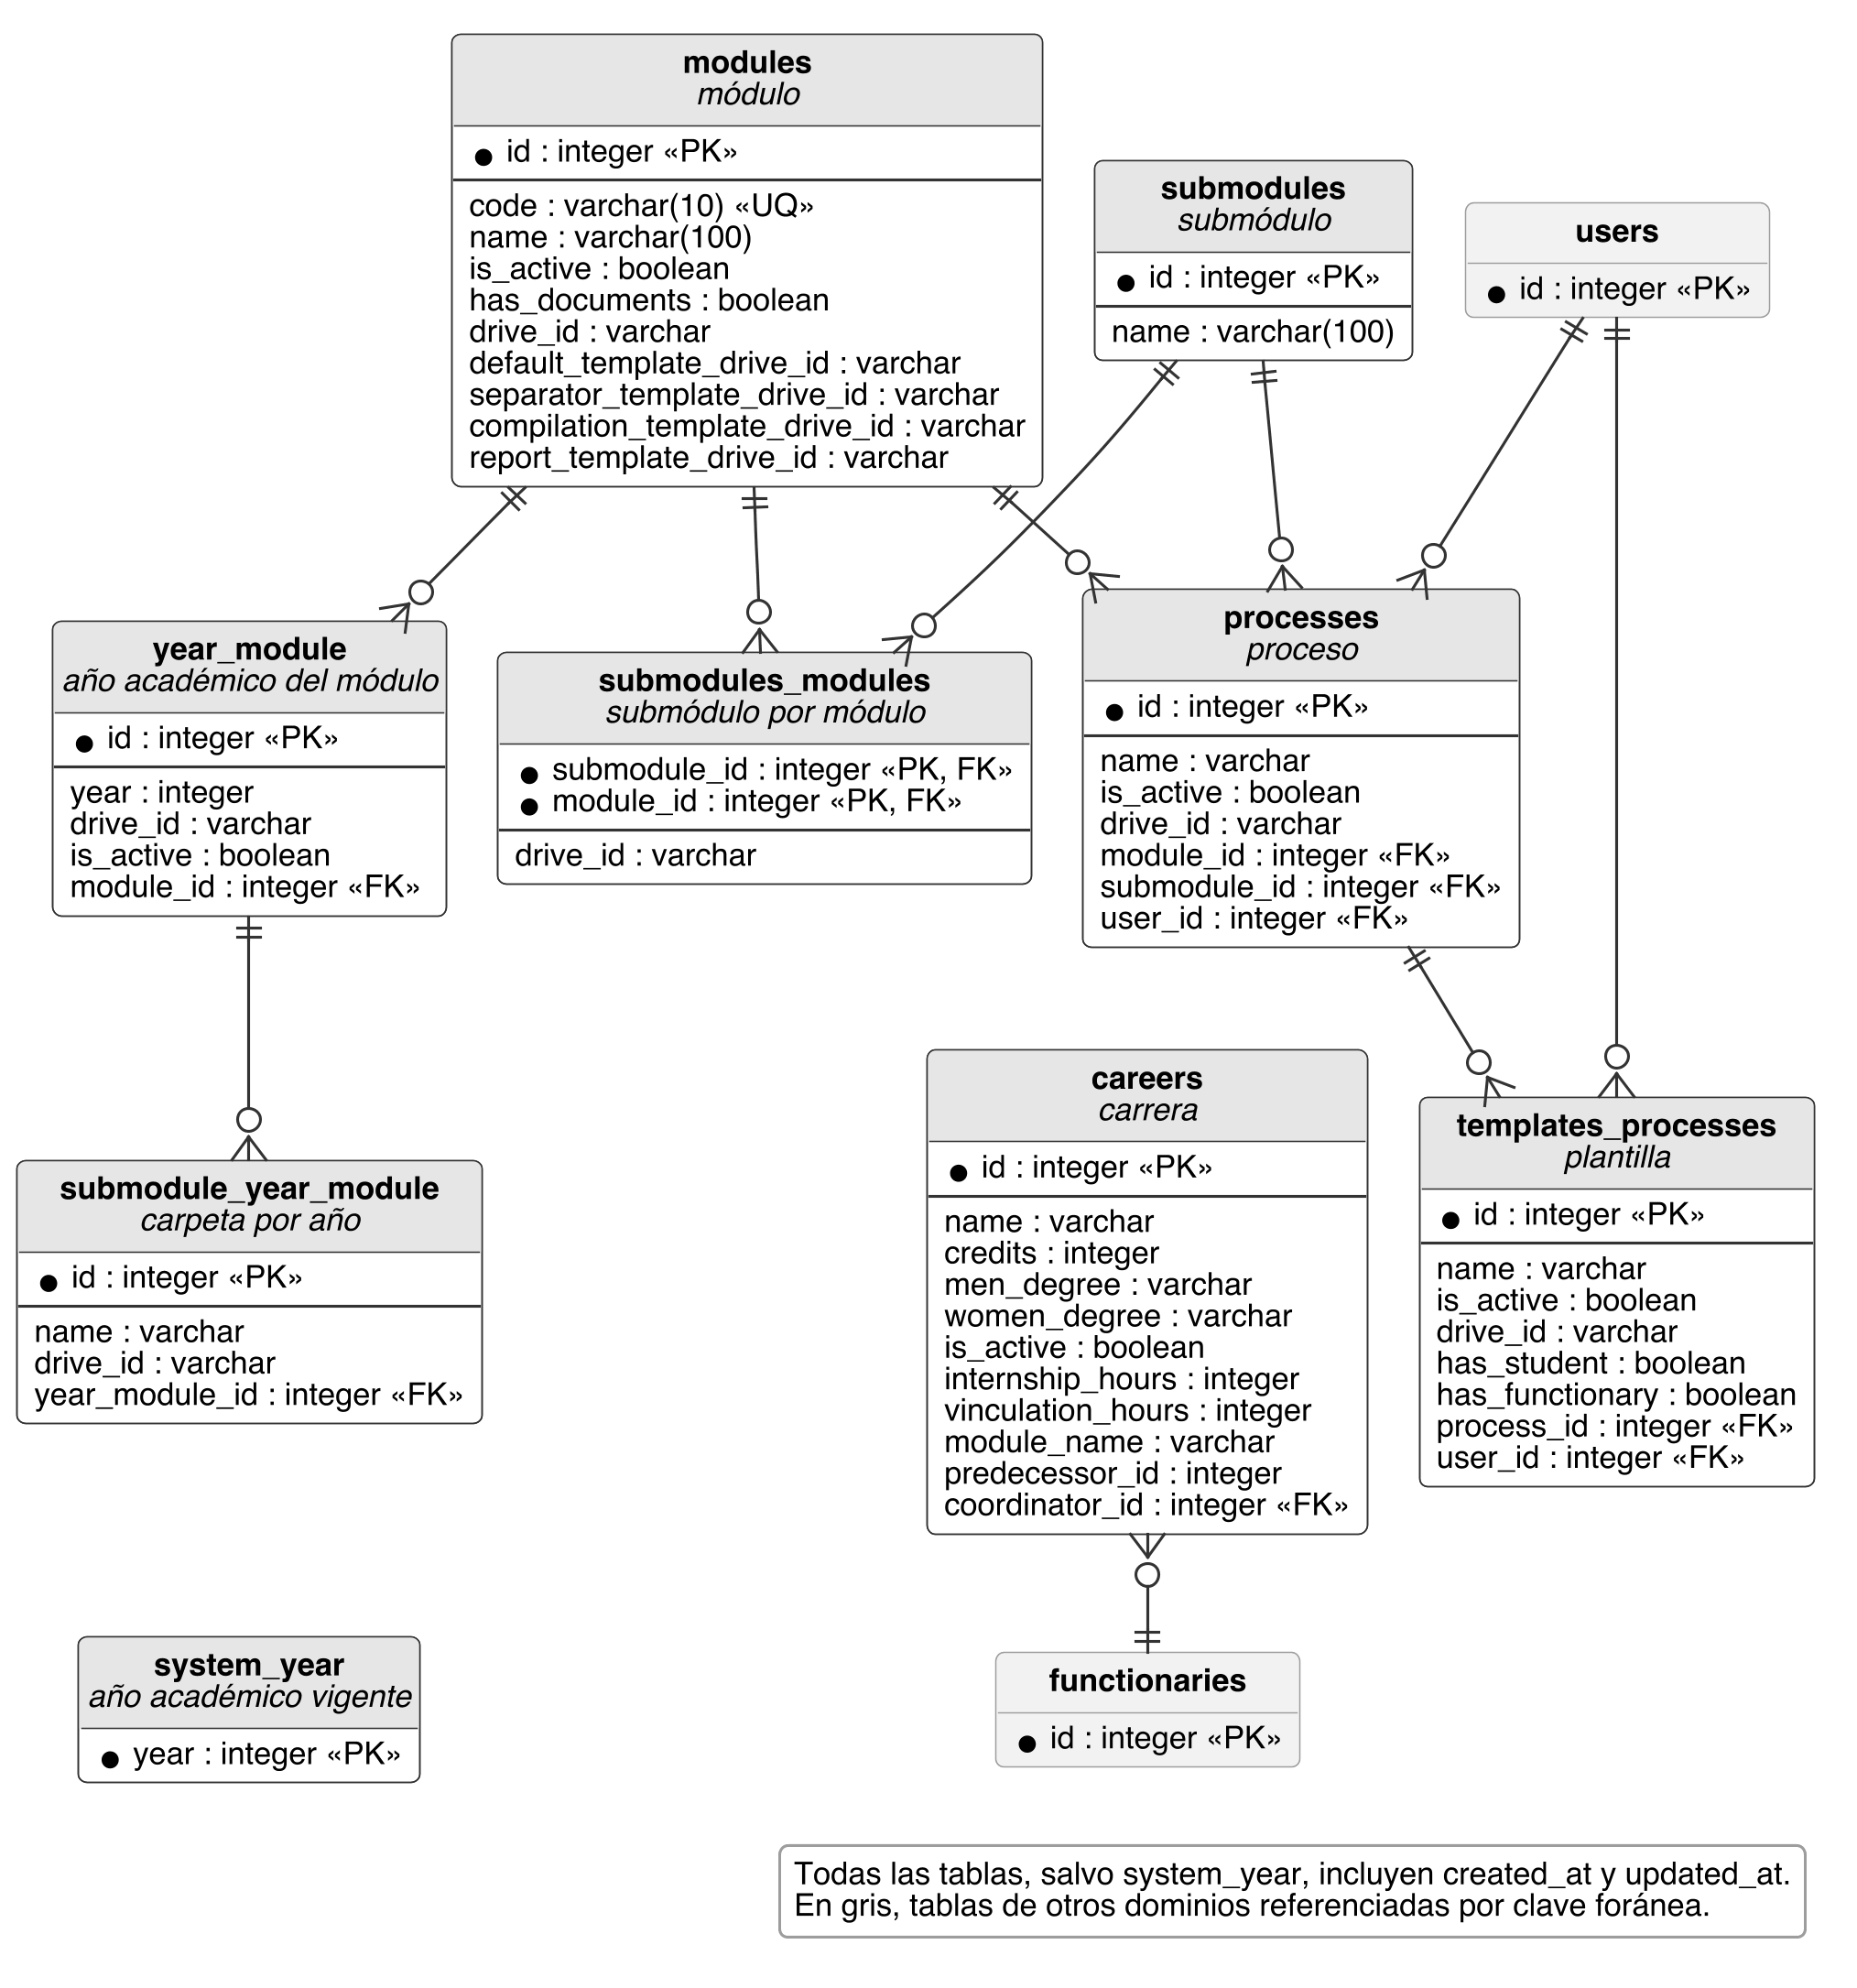 modules
módulo
id : integer «PK»
code : varchar(10) «UQ»
name : varchar(100)
is_active : boolean
has_documents : boolean
drive_id : varchar
default_template_drive_id : varchar
separator_template_drive_id : varchar
compilation_template_drive_id : varchar
report_template_drive_id : varchar
submodules
submódulo
id : integer «PK»
name : varchar(100)
users
id : integer «PK»
year_module
año académico del módulo
id : integer «PK»
year : integer
drive_id : varchar
is_active : boolean
module_id : integer «FK»
submodules_modules
submódulo por módulo
submodule_id : integer «PK, FK»
module_id : integer «PK, FK»
drive_id : varchar
processes
proceso
id : integer «PK»
name : varchar
is_active : boolean
drive_id : varchar
module_id : integer «FK»
submodule_id : integer «FK»
user_id : integer «FK»
submodule_year_module
carpeta por año
id : integer «PK»
name : varchar
drive_id : varchar
year_module_id : integer «FK»
careers
carrera
id : integer «PK»
name : varchar
credits : integer
men_degree : varchar
women_degree : varchar
is_active : boolean
internship_hours : integer
vinculation_hours : integer
module_name : varchar
predecessor_id : integer
coordinator_id : integer «FK»
templates_processes
plantilla
id : integer «PK»
name : varchar
is_active : boolean
drive_id : varchar
has_student : boolean
has_functionary : boolean
process_id : integer «FK»
user_id : integer «FK»
system_year
año académico vigente
year : integer «PK»
functionaries
id : integer «PK»
Todas las tablas, salvo system_year, incluyen created_at y updated_at.
En gris, tablas de otros dominios referenciadas por clave foránea.